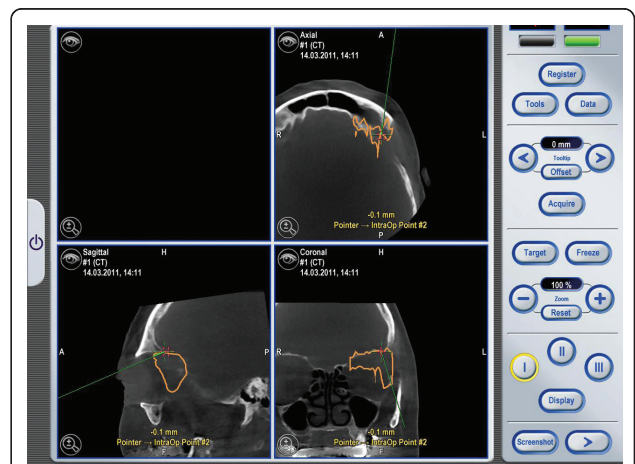 Axial
#1 (CT)
14.03.2011, 14:11
A
R
L
-0.1 mm
Pointer → IntraOp Point #2
P
Sagittal
#1 (CT)
14.03.2011, 14:11
H
A
P
-0.1 mm
Pointer → IntraOp Point #2
F
Coronal
#1 (CT)
14.03.2011, 14:11
H
R
L
-0.1 mm
Pointer → IntraOp Point #2
F
Register
Tools
Data
0 mm
<
Tooltip
>
Offset
Acquire
Target
Freeze
100 %
Zoom
Reset
I
II
III
Display
Screenshot
>